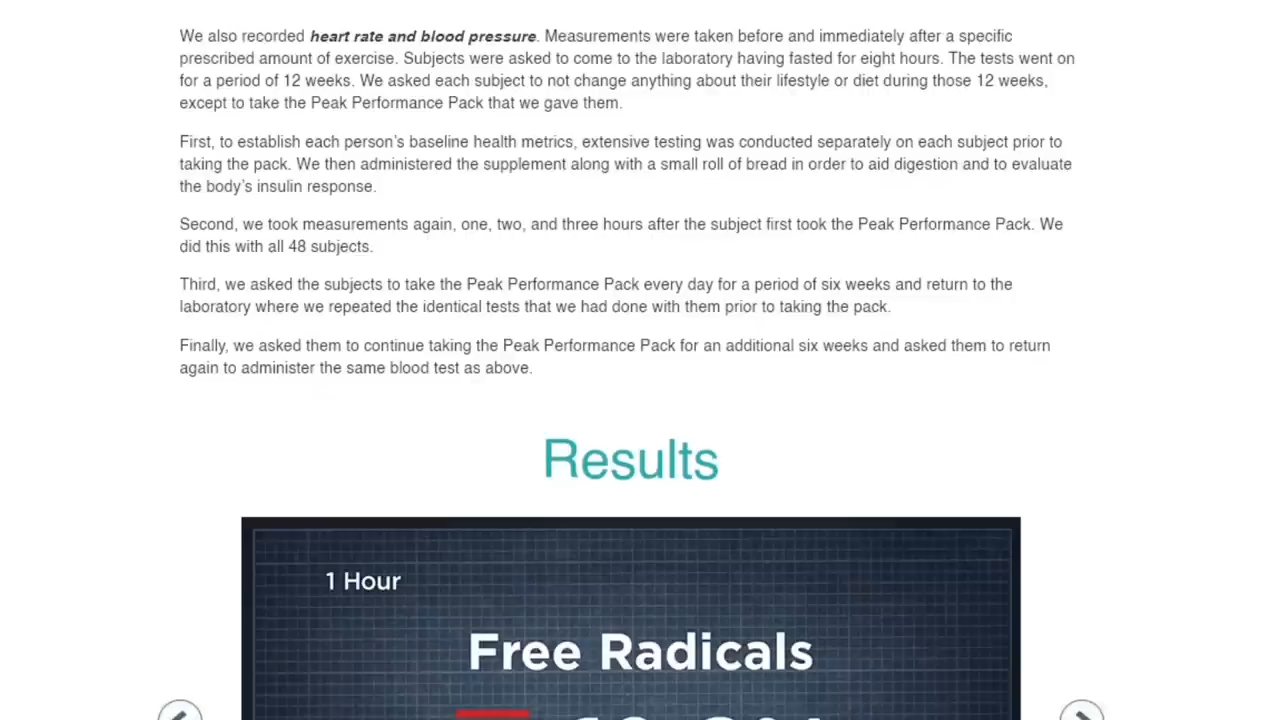 We also recorded heart rate and blood pressure. Measurements were taken before and immediately after a specific
prescribed amount of exercise. Subjects were asked to come to the laboratory having fasted for eight hours. The tests went on
for a period of 12 weeks. We asked each subject to not change anything about their lifestyle or diet during those 12 weeks,
except to take the Peak Performance Pack that we gave them.
First, to establish each person’s baseline health metrics, extensive testing was conducted separately on each subject prior to
taking the pack. We then administered the supplement along with a small roll of bread in order to aid digestion and to evaluate
the body’s insulin response.
Second, we took measurements again, one, two, and three hours after the subject first took the Peak Performance Pack. We
did this with all 48 subjects.
Third, we asked the subjects to take the Peak Performance Pack every day for a period of six weeks and return to the
laboratory where we repeated the identical tests that we had done with them prior to taking the pack.
Finally, we asked them to continue taking the Peak Performance Pack for an additional six weeks and asked them to return
again to administer the same blood test as above.
Results
1 Hour
Free Radicals